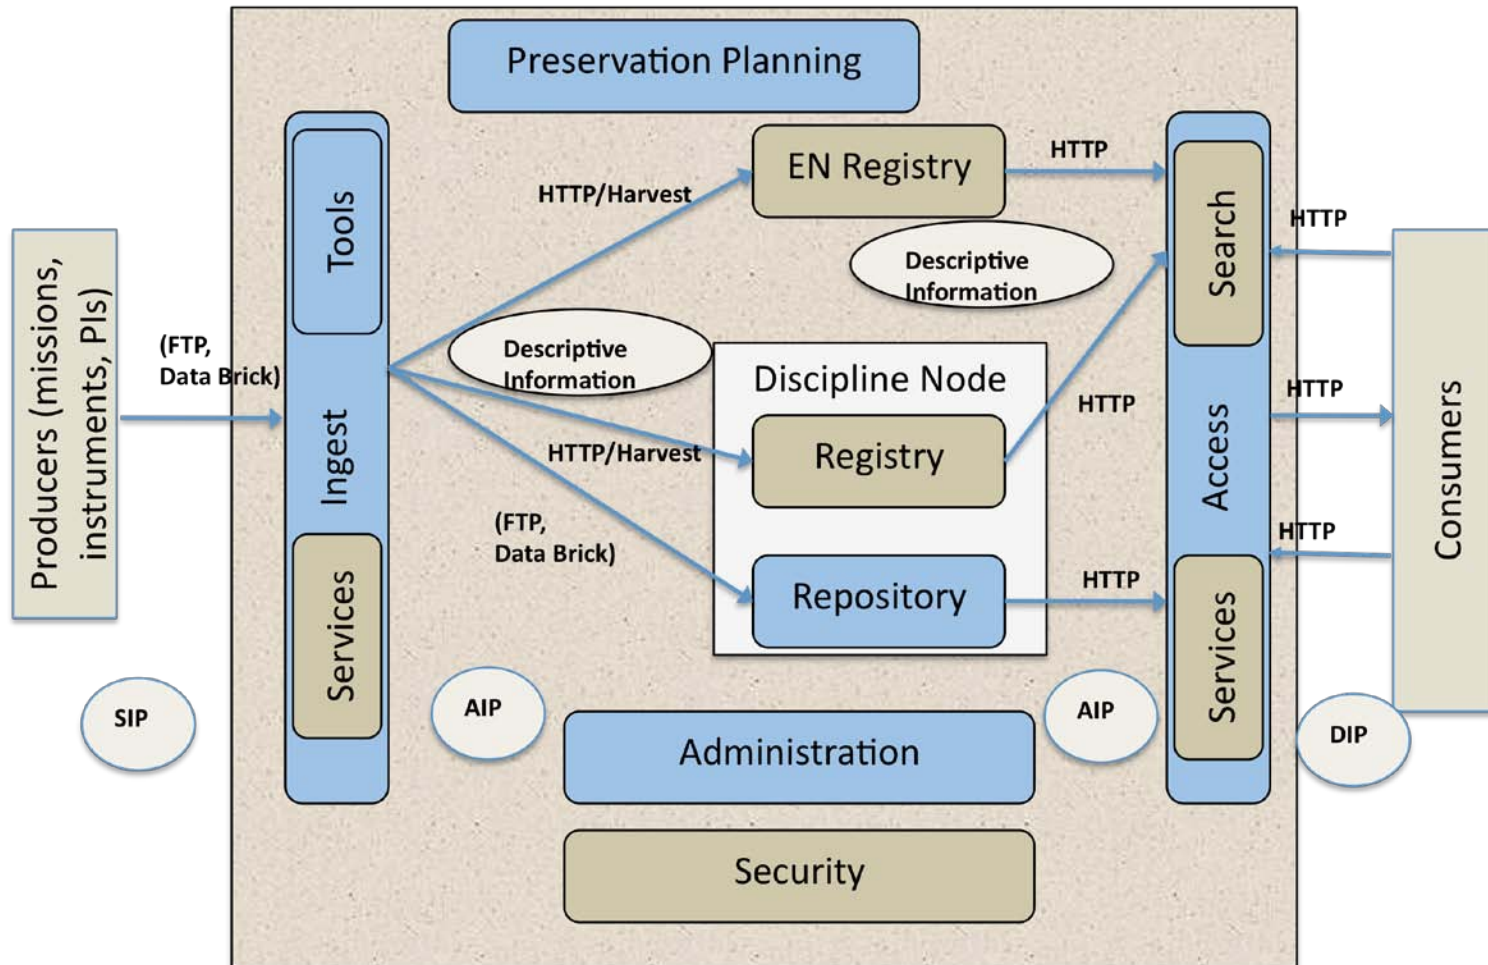 Preservation Planning
EN Registry
HTTP
HTTP/Harvest
Tools
Search
HTTP
Descriptive
Information
Producers (missions,
instruments, PIs)
(FTP,
Data Brick)
Descriptive
Information
Discipline Node
HTTP
HTTP
Ingest
Registry
Access
Consumers
HTTP/Harvest
(FTP,
Data Brick)
HTTP
Repository
HTTP
Services
Services
SIP
AIP
AIP
DIP
Administration
Security